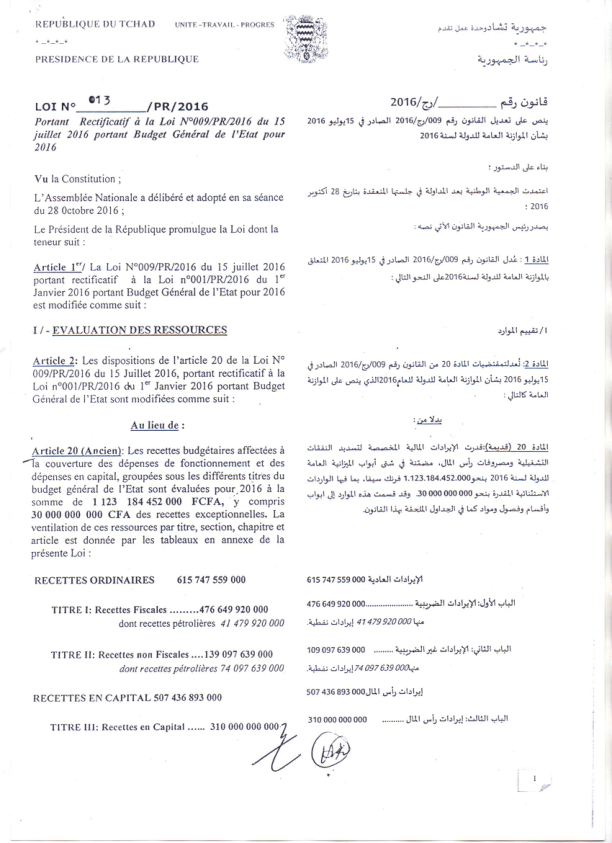 REPUBLIQUE DU TCHAD UNITE–TRAVAIL–PROGRES
* –*–*–*
PRESIDENCE DE LA REPUBLIQUE
LOI N° 013 /PR/2016
Portant Rectificatif à la Loi N°009/PR/2016 du 15
juillet 2016 portant Budget Général de l'Etat pour
2016
Vu la Constitution ;
L'Assemblée Nationale a délibéré et adopté en sa séance
du 28 0ctobre 2016 ;
Le Président de la République promulgue la Loi dont la
teneur suit :
Article 1er/ La Loi N°009/PR/2016 du 15 juillet 2016
portant rectificatif à la loi n°001/PR/2016 du 1er
Janvier 2016 portant Budget Général de l'Etat pour 2016
est modifiée comme suit :
I / - EVALUATION DES RESSOURCES
Article 2: Les dispositions de l'article 20 de la Loi N°
009/PR/2016 du 15 Juillet 2016, portant rectificatif à la
Loi n°001/PR/2016 du 1er Janvier 2016 portant Budget
Général de l'Etat sont modifiées comme suit :
Au lieu de :
Article 20 (Ancien): Les recettes budgétaires affectées à
la couverture des dépenses de fonctionnement et des
dépenses en capital, groupées sous les différents titres du
budget général de l'Etat sont évaluées pour 2016 à la
somme de 1 123 184 452 000 FCFA, y compris
30 000 000 000 CFA des recettes exceptionnelles. La
ventilation de ces ressources par titre, section, chapitre et
article est donnée par les tableaux en annexe de la
présente Loi :
RECETTES ORDINAIRES 615 747 559 000
TITRE I: Recettes Fiscales .........476 649 920 000
dont recettes pétrolières 41 479 920 000
TITRE II: Recettes non Fiscales ....139 097 639 000
dont recettes pétrolières 74 097 639 000
RECETTES EN CAPITAL 507 436 893 000
TITRE III: Recettes en Capital ...... 310 000 000 000
جمهورية تشادوحدة عمل تقدم
* –*–*–*
رئاسة الجمهورية
قانون رقم ________/رج/2016
ينص على تعديل القانون رقم 009/رج/2016 الصادر في 15يوليو 2016
بشأن الموازنة العامة للدولة لسنة 2016
بناء على الدستور ؛
اعتمدت الجمعية الوطنية بعد المداولة في جلستها المنعقدة بتاريخ 28 أكتوبر
2016 ؛
يصدر رئيس الجمهورية القانون الآتي نصه :
المادة 1 : عُدل القانون رقم 009/رج/2016 الصادر في 15يوليو 2016 المتعلق
بالموازنة العامة للدولة لسنة2016على النحو التالي :
I/ تقييم الموارد
المادة 2: تُعدلتمقتضيات المادة 20 من القانون رقم 009/رج/2016 الصادر في
15يوليو 2016 بشأن الموازنة العامة للدولة للعام2016الذي ينص على الموازنة
العامة كالتالي :
بدلا من :
المادة 20 (قديمة):قدرت الإيرادات المالية المخصصة لتسديد النفقات
التشغيلية ومصروفات رأس المال، مصنفة في شتى أبواب الميزانية العامة
للدولة لسنة 2016 بنحو1.123.184.452.000 فرنك سيفا، بما فيها الواردات
الاستثنائية المقدرة بنحو 000 000 000 30. وقد قسمت هذه الموارد إلى ابواب
وأقسام وفصول ومواد كما في الجداول الملحقة بهذا القانون.
الإيرادات العادية 000 559 747 615
الباب الأول: الإيرادات الضريبية ......................000 920 649 476
منها 000 920 479 41 إيرادات نفطية.
الباب الثاني: الإيرادات غير الضريبية ......... 000 639 097 109
منها000 639 097 74إيرادات نفطية.
إيرادات رأس المال000 893 436 507
الباب الثالث: إيرادات رأس المال .......... 000 000 000 310
1